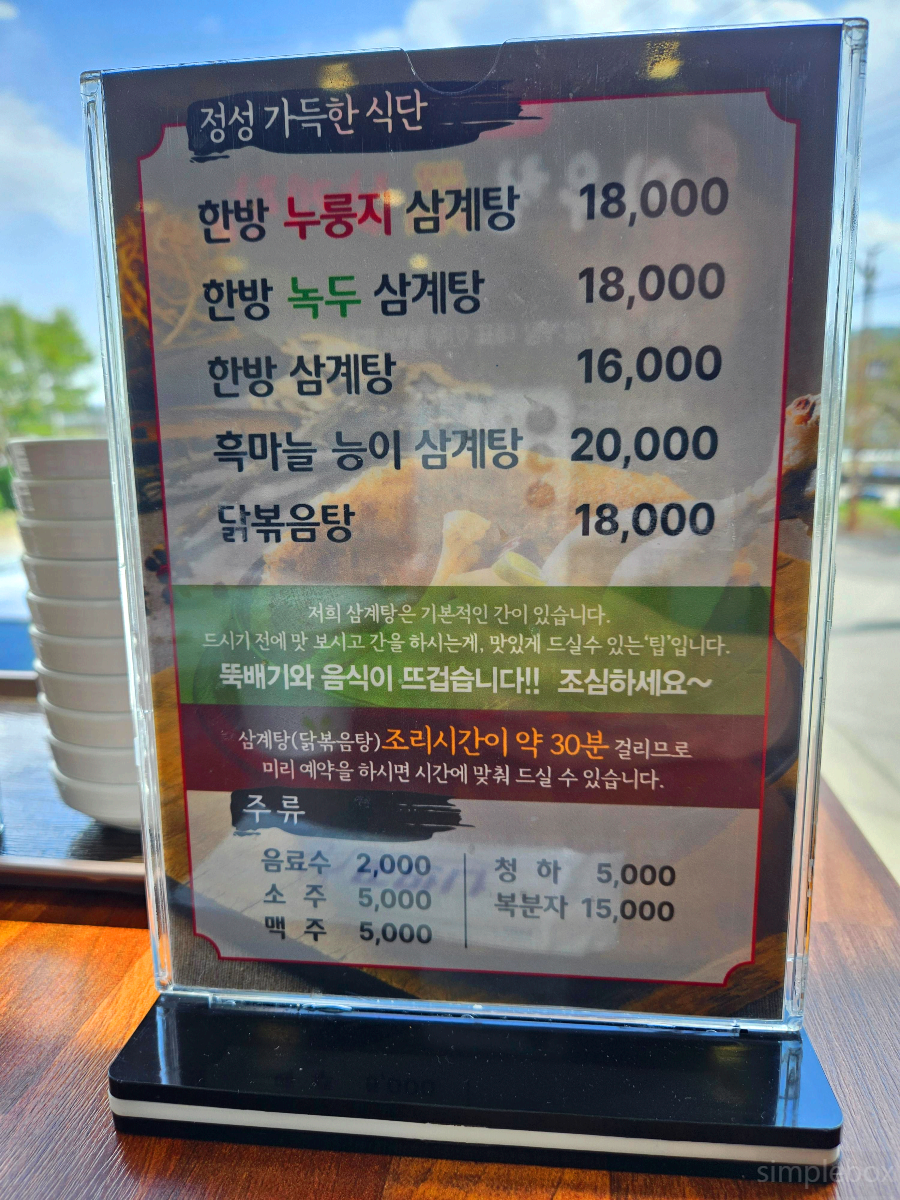 정성 가득한 식단
한방 누룽지 삼계탕 18,000
한방 녹두 삼계탕 18,000
한방 삼계탕 16,000
흑마늘 능이 삼계탕 20,000
닭볶음탕 18,000
저희 삼계탕은 기본적인 간이 있습니다.
드시기 전에 맛 보시고 간을 하시는게, 맛있게 드실수 있는 '팁'입니다.
뚝배기와 음식이 뜨겁습니다!! 조심하세요~
삼계탕(닭볶음탕)조리시간이 약 30분 걸리므로
미리 예약을 하시면 시간에 맞춰 드실 수 있습니다.
주 류
음료수 2,000
소 주 5,000
맥 주 5,000
청 하 5,000
복분자 15,000
simplebox